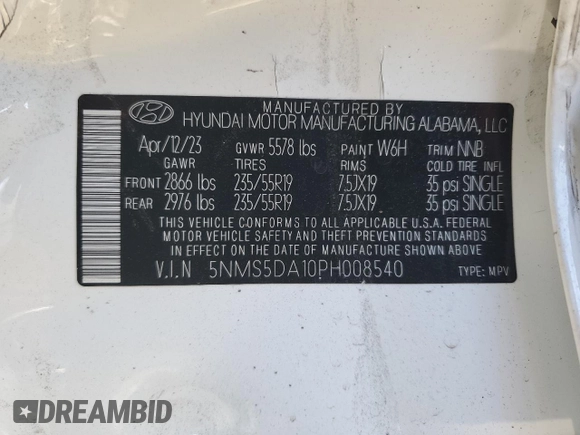 MANUFACTURED BY
HYUNDAI MOTOR MANUFACTURING ALABAMA, LLC
Apr/12/23 GVWR 5578 lbs PAINT W6H TRIM NNB
GAWR TIRES RIMS COLD TIRE INFL
FRONT 2866 lbs 235/55R19 7.5JX19 35 psi SINGLE
REAR 2976 lbs 235/55R19 7.5JX19 35 psi SINGLE
THIS VEHICLE CONFORMS TO ALL APPLICABLE U.S.A. FEDERAL
MOTOR VEHICLE SAFETY AND THEFT PREVENTION STANDARDS
IN EFFECT ON THE DATE OF MANUFACTURE SHOWN ABOVE.
V.I.N 5NMS5DA10PH008540 TYPE: M.PV
DREAMBID